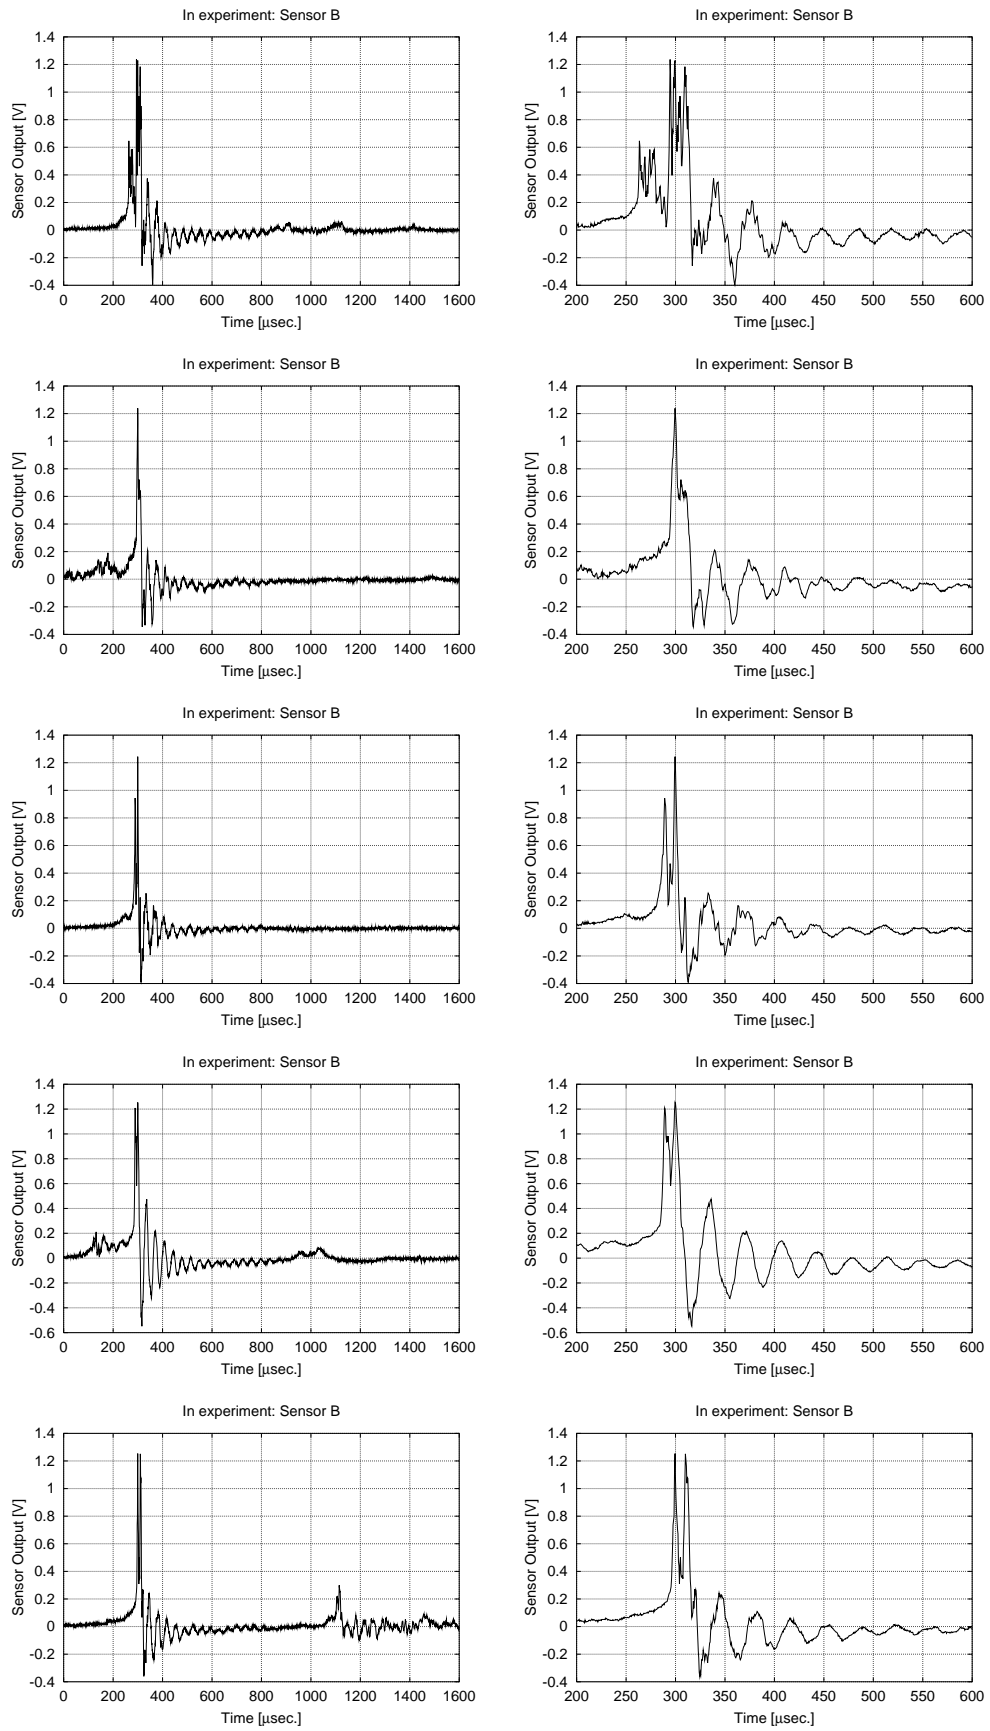 In experiment: Sensor B
1.4
1.2
1
0.8
0.6
0.4
0.2
0
-0.2
-0.4
Sensor Output [V]
0 200 400 600 800 1000 1200 1400 1600
Time [μsec.]
In experiment: Sensor B
1.4
1.2
1
0.8
0.6
0.4
0.2
0
-0.2
-0.4
Sensor Output [V]
200 250 300 350 400 450 500 550 600
Time [μsec.]
In experiment: Sensor B
1.4
1.2
1
0.8
0.6
0.4
0.2
0
-0.2
-0.4
Sensor Output [V]
0 200 400 600 800 1000 1200 1400 1600
Time [μsec.]
In experiment: Sensor B
1.4
1.2
1
0.8
0.6
0.4
0.2
0
-0.2
-0.4
Sensor Output [V]
200 250 300 350 400 450 500 550 600
Time [μsec.]
In experiment: Sensor B
1.4
1.2
1
0.8
0.6
0.4
0.2
0
-0.2
-0.4
Sensor Output [V]
0 200 400 600 800 1000 1200 1400 1600
Time [μsec.]
In experiment: Sensor B
1.4
1.2
1
0.8
0.6
0.4
0.2
0
-0.2
-0.4
Sensor Output [V]
200 250 300 350 400 450 500 550 600
Time [μsec.]
In experiment: Sensor B
1.4
1.2
1
0.8
0.6
0.4
0.2
0
-0.2
-0.4
-0.6
Sensor Output [V]
0 200 400 600 800 1000 1200 1400 1600
Time [μsec.]
In experiment: Sensor B
1.4
1.2
1
0.8
0.6
0.4
0.2
0
-0.2
-0.4
-0.6
Sensor Output [V]
200 250 300 350 400 450 500 550 600
Time [μsec.]
In experiment: Sensor B
1.4
1.2
1
0.8
0.6
0.4
0.2
0
-0.2
-0.4
Sensor Output [V]
0 200 400 600 800 1000 1200 1400 1600
Time [μsec.]
In experiment: Sensor B
1.4
1.2
1
0.8
0.6
0.4
0.2
0
-0.2
-0.4
Sensor Output [V]
200 250 300 350 400 450 500 550 600
Time [μsec.]